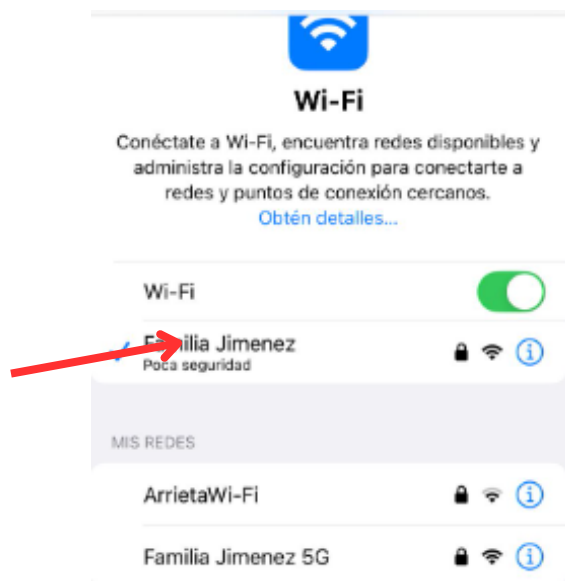 Wi-Fi
Conéctate a Wi-Fi, encuentra redes disponibles y
administra la configuración para conectarte a
redes y puntos de conexión cercanos.
Obtén detalles...
Wi-Fi
Familia Jimenez
Poca seguridad
MIS REDES
ArrietaWi-Fi
Familia Jimenez 5G